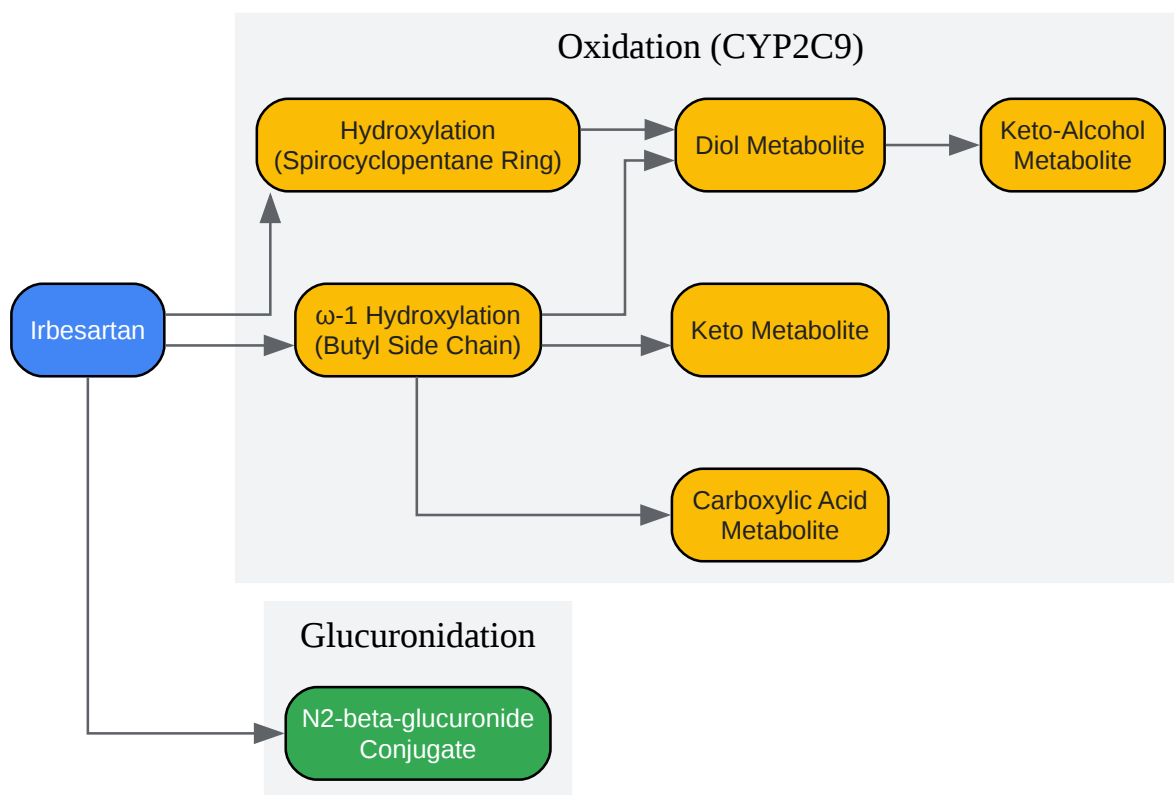 Oxidation (CYP2C9)
Hydroxylation
(Spirocyclopentane Ring)
Diol Metabolite
Keto-Alcohol
Metabolite
Irbesartan
ω-1 Hydroxylation
(Butyl Side Chain)
Keto Metabolite
Carboxylic Acid
Metabolite
Glucuronidation
N2-beta-glucuronide
Conjugate